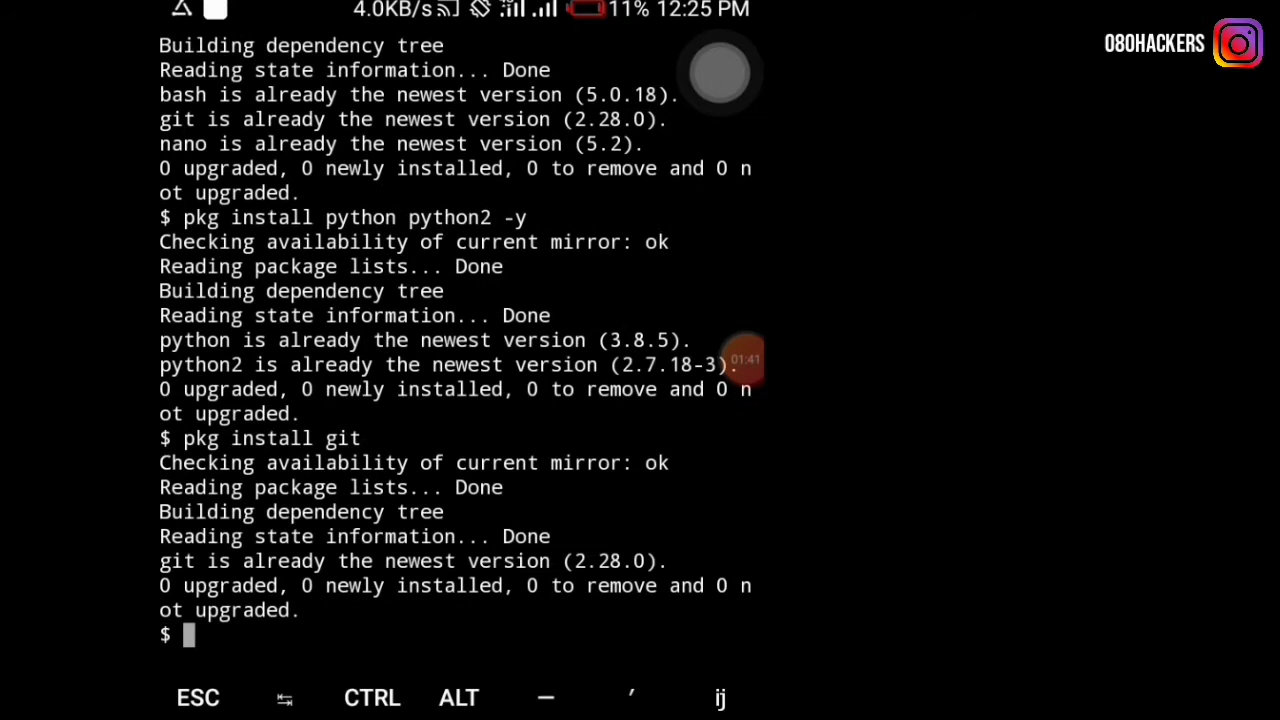 4.0KB/s 11% 12:25 PM
080HACKERS
Building dependency tree
Reading state information... Done
bash is already the newest version (5.0.18).
git is already the newest version (2.28.0).
nano is already the newest version (5.2).
0 upgraded, 0 newly installed, 0 to remove and 0 n
ot upgraded.
$ pkg install python python2 -y
Checking availability of current mirror: ok
Reading package lists... Done
Building dependency tree
Reading state information... Done
python is already the newest version (3.8.5).
01:41
python2 is already the newest version (2.7.18-3).
0 upgraded, 0 newly installed, 0 to remove and 0 n
ot upgraded.
$ pkg install git
Checking availability of current mirror: ok
Reading package lists... Done
Building dependency tree
Reading state information... Done
git is already the newest version (2.28.0).
0 upgraded, 0 newly installed, 0 to remove and 0 n
ot upgraded.
$
ESC CTRL ALT — ′ ij